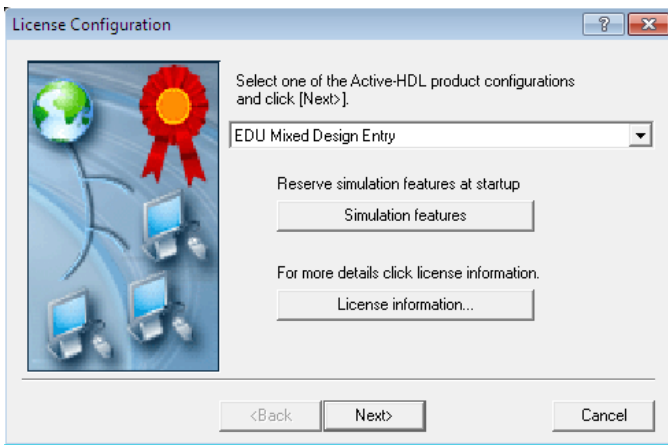 License Configuration
?
Select one of the Active-HDL product configurations
and click [Next>].
EDU Mixed Design Entry
Reserve simulation features at startup
Simulation features
For more details click license information.
License information...
<Back
Next>
Cancel